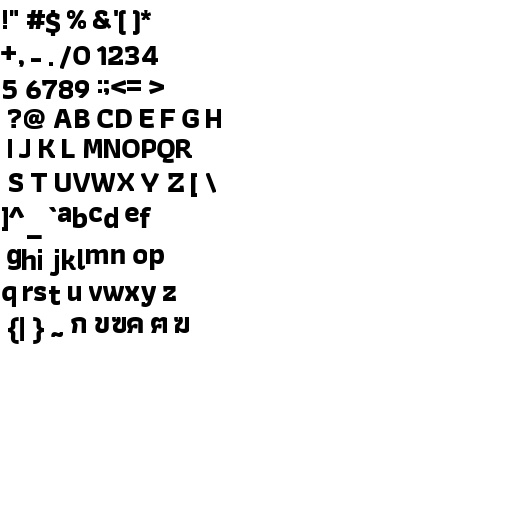 !" #$ % & '[ ]*
+, - . /0 1234
5 6789 :;<= >
?@ AB CD E F G H
I J K L MNOPQR
S T UVWX Y Z [ \
]^ _ `abcd ef
ghi jklmn op
qrst u vwxy z
{| } ~ ก ขฃค ฅ ฆ